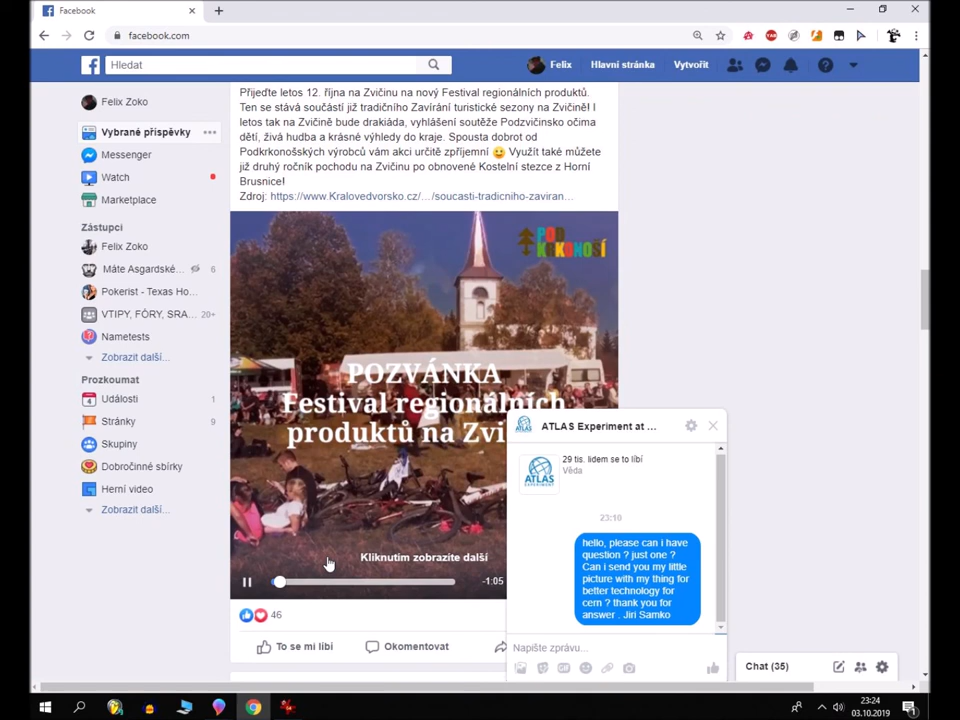 Facebook
facebook.com
Hledat
Felix
Hlavní stránka
Vytvořit
Felix Zoko
Vybrané příspěvky
Messenger
Watch
Marketplace
Zástupci
Felix Zoko
Máte Asgardské... 6
Pokerist - Texas Ho...
VTIPY, FÓRY, SRA... 20+
Nametests
Zobrazit další...
Prozkoumat
Události 1
Stránky 9
Skupiny
Dobročinné sbírky
Herní video
Zobrazit další...
Přijeďte letos 12. října na Zvičinu na nový Festival regionálních produktů.
Ten se stává součástí již tradičního Zavírání turistické sezony na Zvičině! I
letos tak na Zvičině bude drakiáda, vyhlášení soutěže Podzvičinsko očima
dětí, živá hudba a krásné výhledy do kraje. Spousta dobrot od
Podkrkonošských výrobců vám akci určitě zpříjemní 😀 Využít také můžete
již druhý ročník pochodu na Zvičinu po obnovené Kostelní stezce z Horní
Brusnice!
Zdroj: https://www.Kralovedvorsko.cz/.../soucasti-tradicniho-zaviran...
POD
KRKONOŠÍ
POZVÁNKA
Festival regionálních
produktů na Zvi
Kliknutím zobrazíte další
-1:05
46
To se mi líbí
Okomentovat
ATLAS Experiment at ...
ATLAS
EXPERIMENT
29 tis. lidem se to líbí
Věda
23:10
hello, please can i have
question ? just one ?
Can i send you my little
picture with my thing for
better technology for
cern ? thank you for
answer . Jiri Samko
Napište zprávu...
GIF
Chat (35)
23:24
03.10.2019